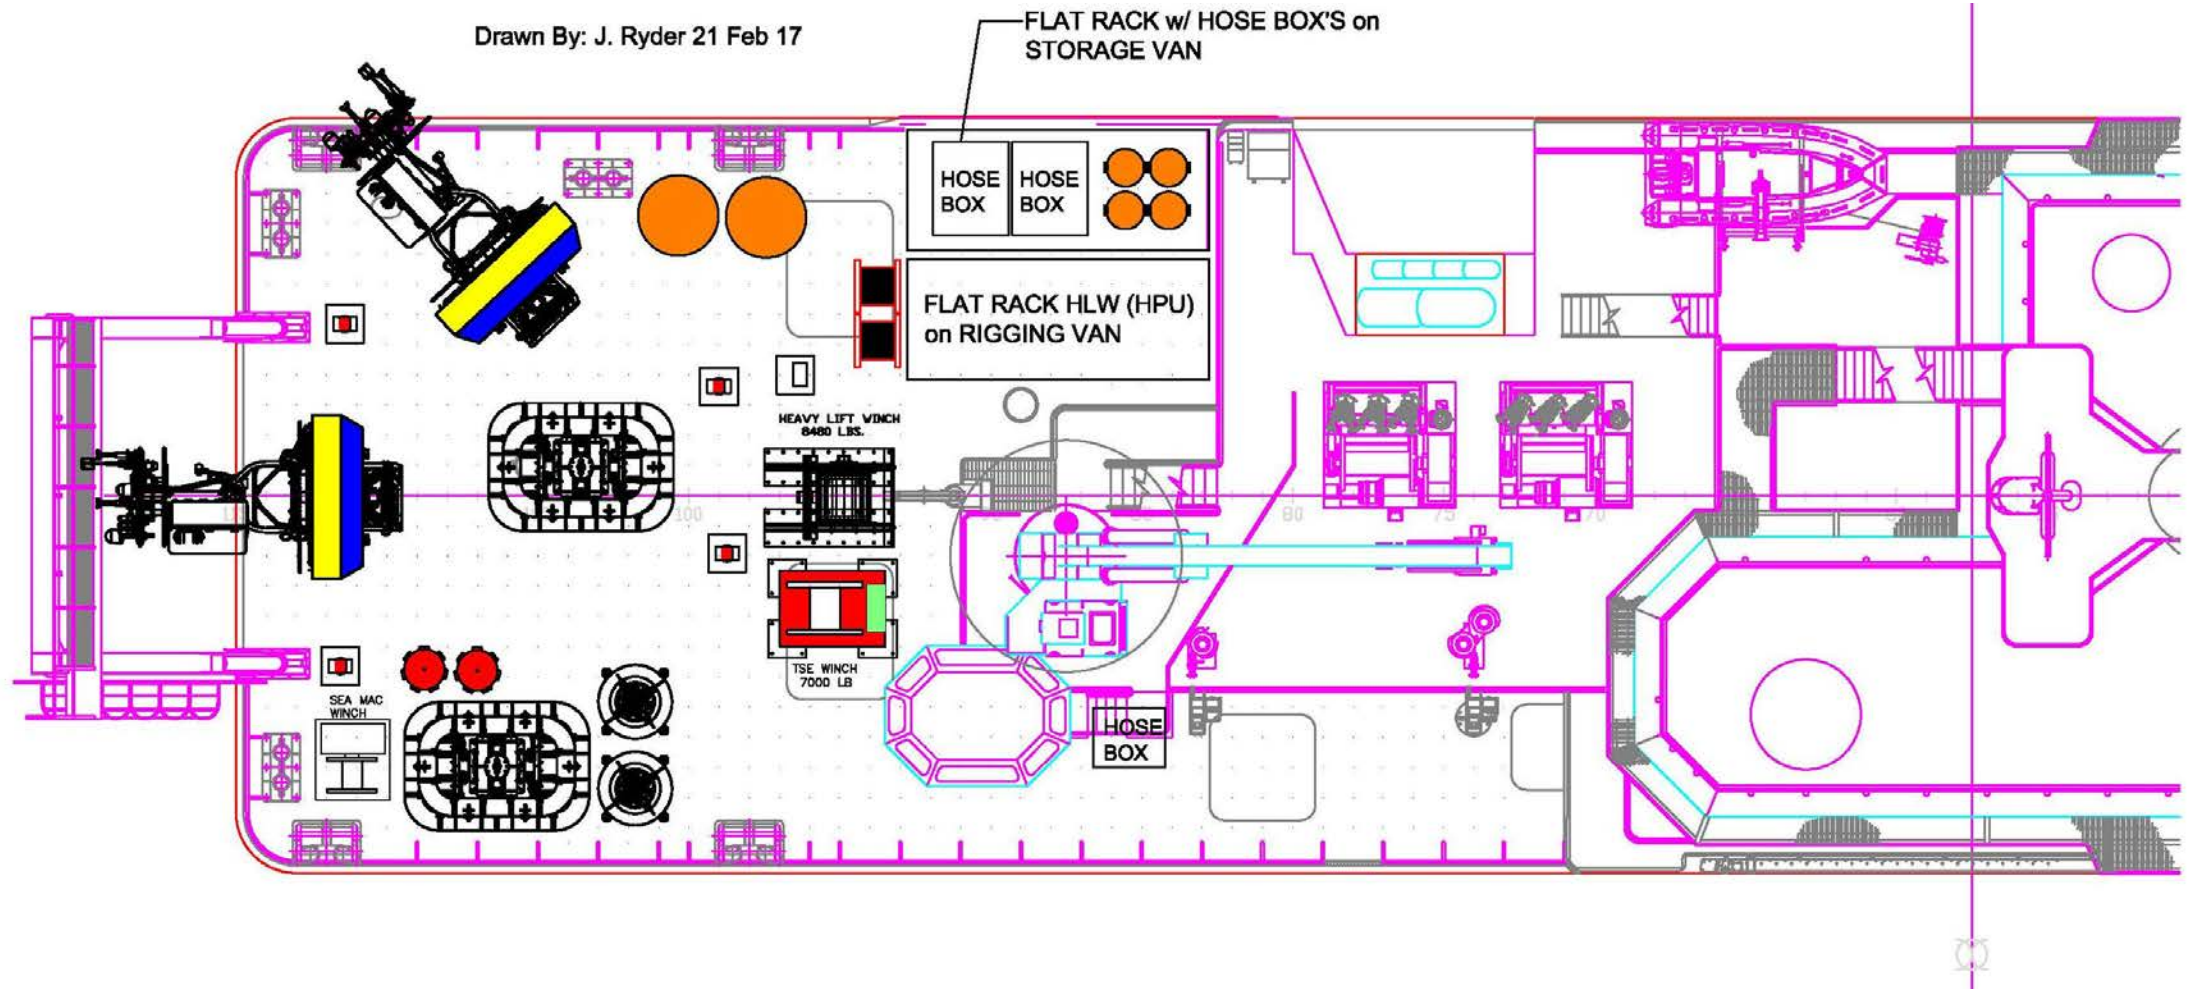 Drawn By: J. Ryder 21 Feb 17
FLAT RACK w/ HOSE BOX'S on
STORAGE VAN
HOSE
BOX
HOSE
BOX
FLAT RACK HLW (HPU)
on RIGGING VAN
HEAVY LIFT WINCH
8480 LBS.
100
80
75
70
TSE WINCH
7000 LB
SEA MAC
WINCH
HOSE
BOX